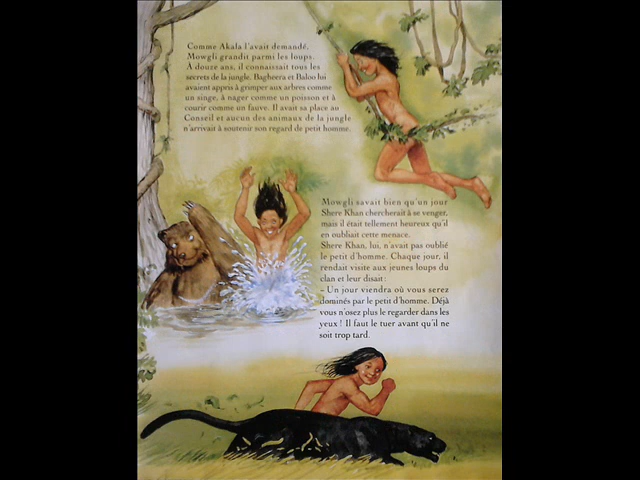 Comme Akala l'avait demandé,
Mowgli grandit parmi les loups.
À douze ans, il connaissait tous les
secrets de la jungle. Bagheera et Baloo lui
avaient appris à grimper aux arbres comme
un singe, à nager comme un poisson et à
courir comme un fauve. Il avait sa place au
Conseil et aucun des animaux de la jungle
n'arrivait à soutenir son regard de petit homme.
Mowgli savait bien qu'un jour
Shere Khan chercherait à se venger,
mais il était tellement heureux qu'il
en oubliait cette menace.
Shere Khan, lui, n'avait pas oublié
le petit d'homme. Chaque jour, il
rendait visite aux jeunes loups du
clan et leur disait :
– Un jour viendra où vous serez
dominés par le petit d'homme. Déjà
vous n'osez plus le regarder dans les
yeux ! Il faut le tuer avant qu'il ne
soit trop tard.